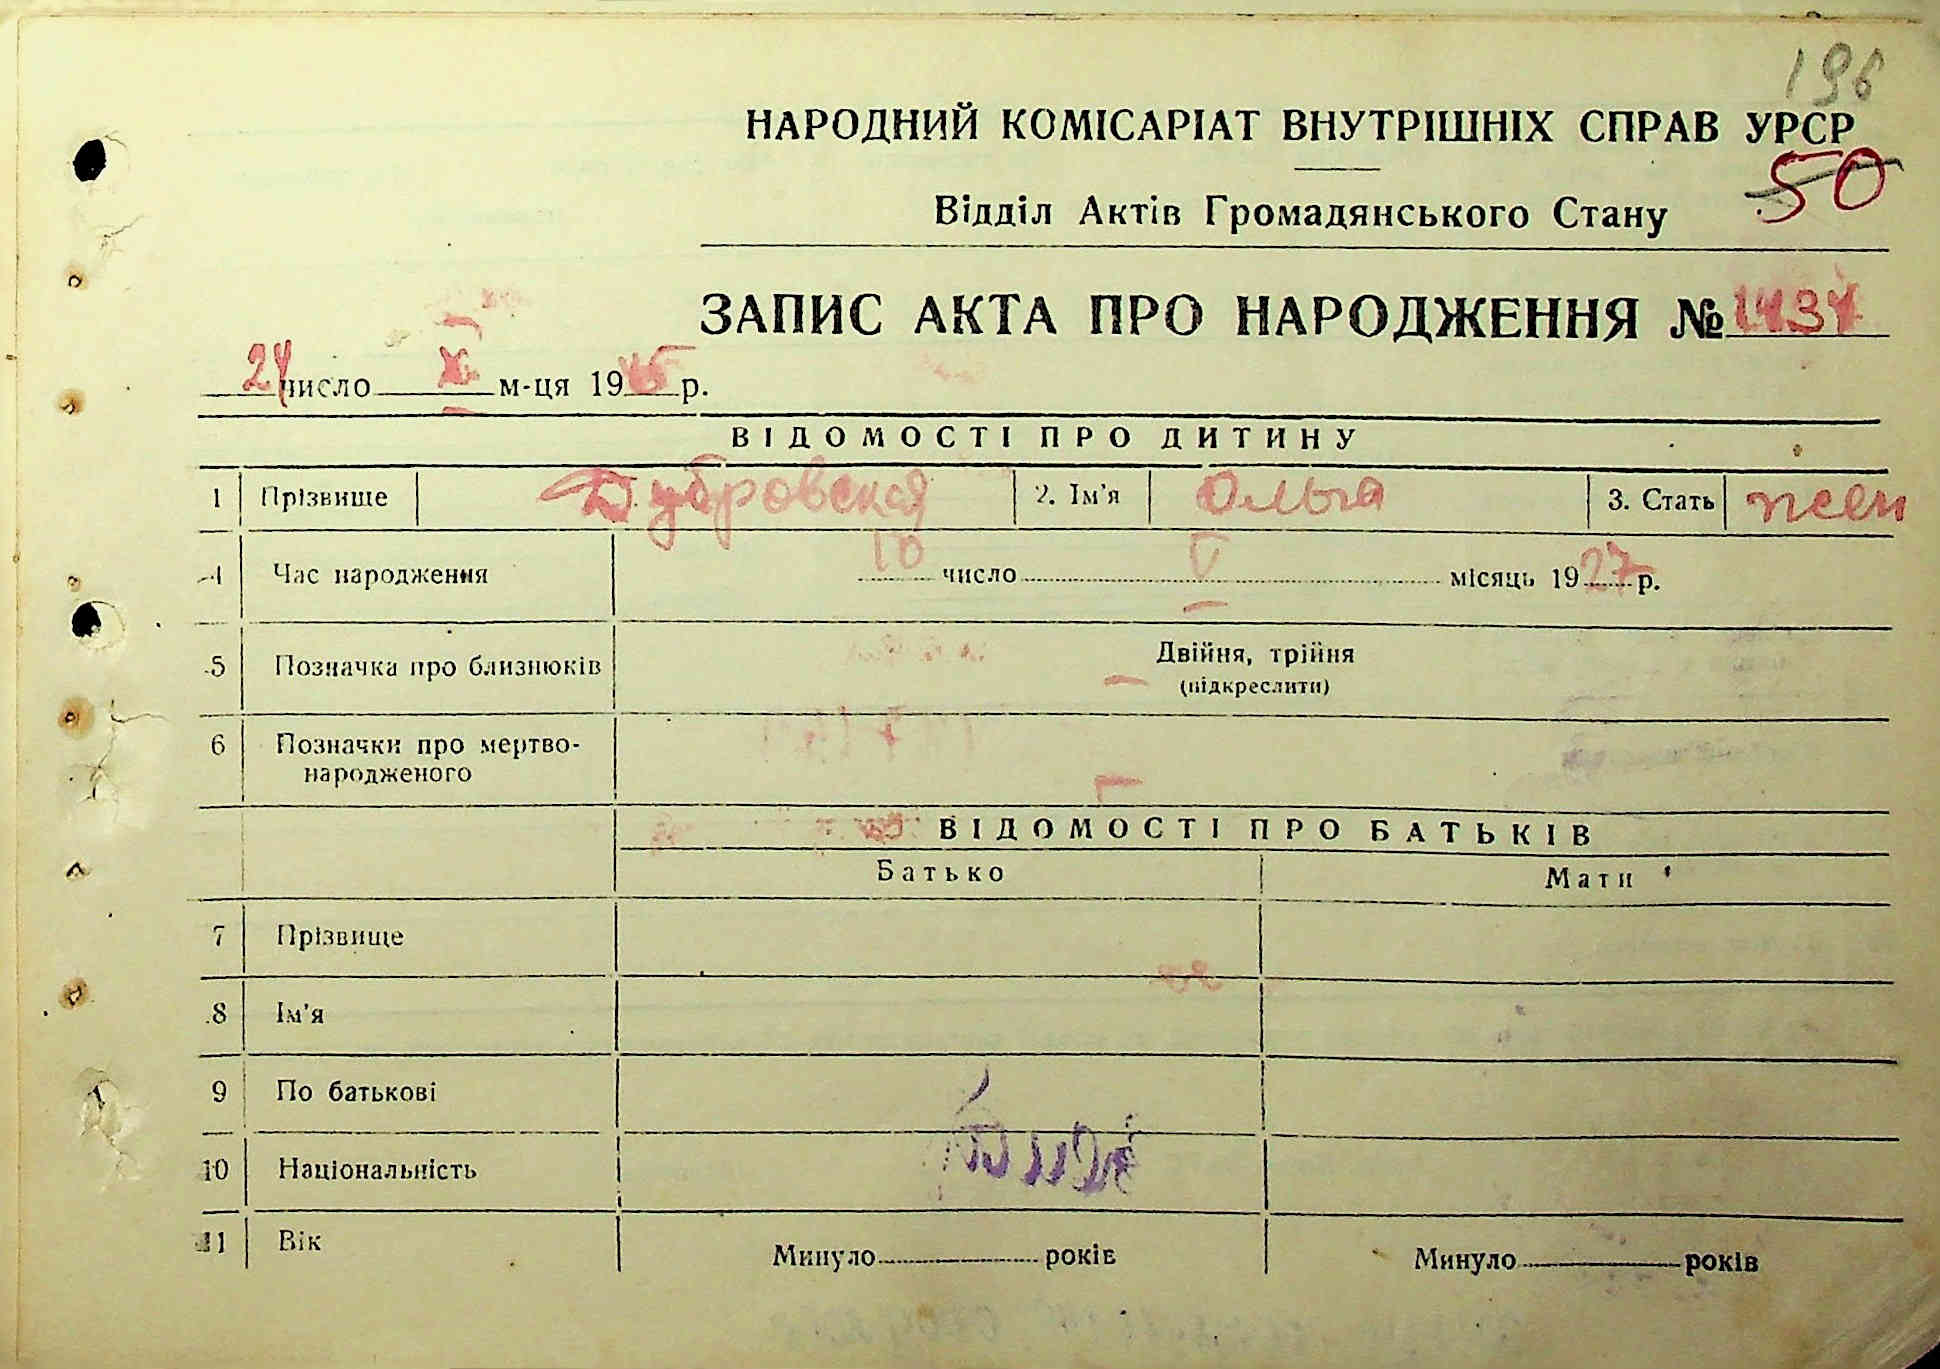 196
НАРОДНИЙ КОМІСАРІАТ ВНУТРІШНІХ СПРАВ УРСР
50
Відділ Актів Громадянського Стану
ЗАПИС АКТА ПРО НАРОДЖЕННЯ № 1434
24 число X м-ця 1945 р.
ВІДОМОСТІ ПРО ДИТИНУ
1 Прізвище Дубровская 2. Ім'я Ольга 3. Стать жен
4 Час народження 10 число V місяць 1927 р.
5 Позначка про близнюків Двійня, трійня
(підкреслити)
6 Позначки про мертво-
народженого
ВІДОМОСТІ ПРО БАТЬКІВ
Батько Мати
7 Прізвище
8 Ім'я
9 По батькові
10 Національність
11 Вік Минуло років Минуло років